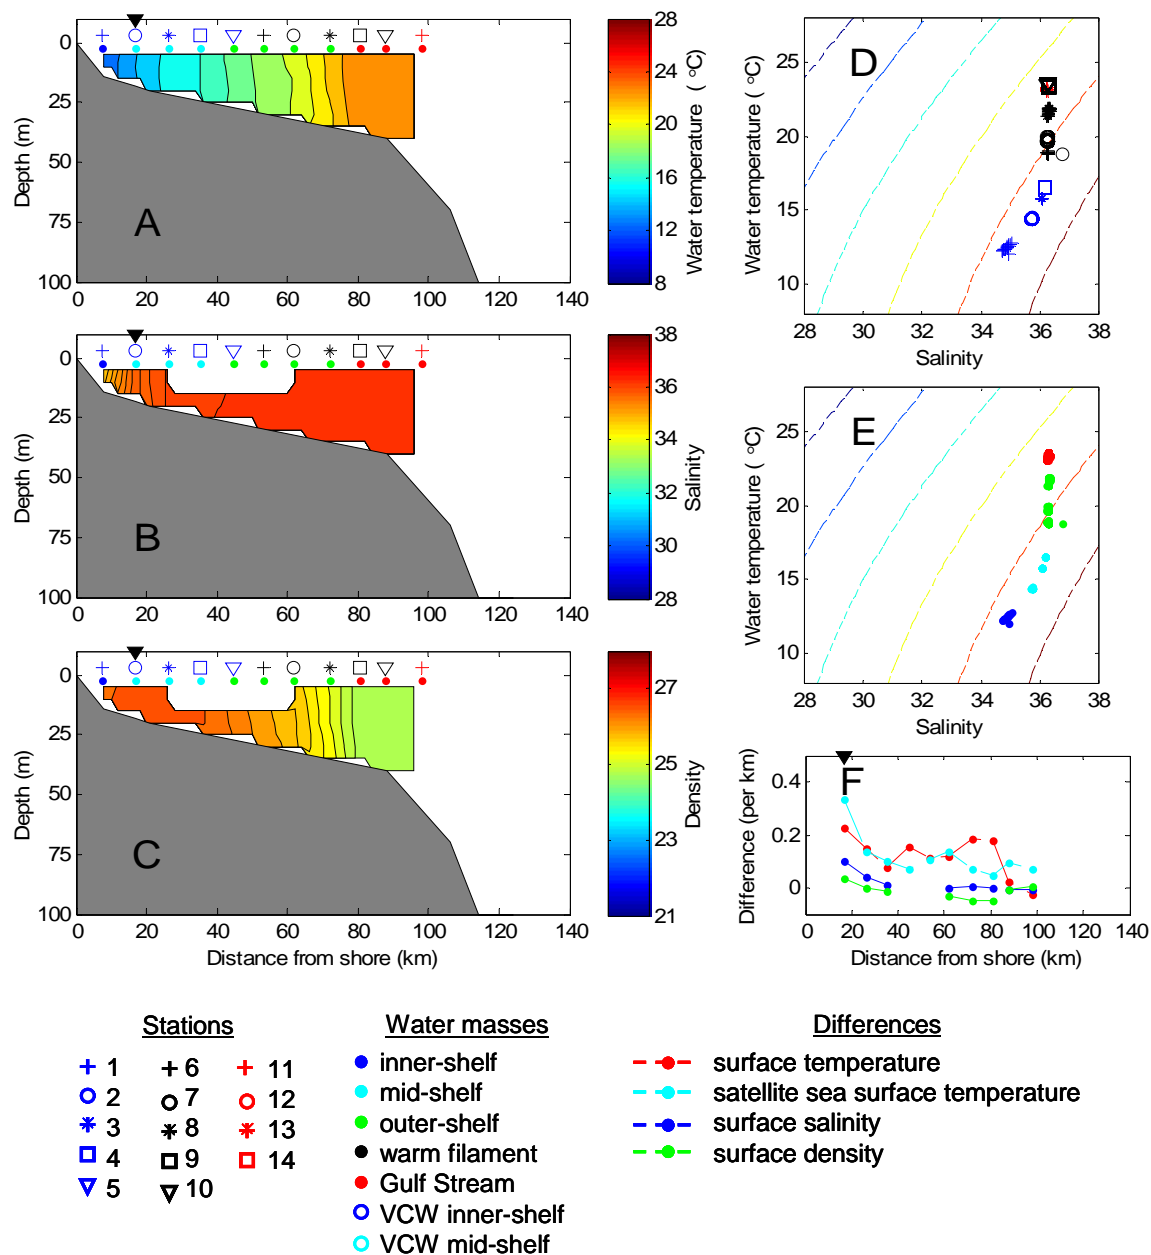 0
25
50
75
100
Depth (m)
A
0 20 40 60 80 100 120 140
28
24
20
16
12
8
Water temperature ( °C)
0
25
50
75
100
Depth (m)
B
0 20 40 60 80 100 120 140
38
36
34
32
30
28
Salinity
0
25
50
75
100
Depth (m)
C
0 20 40 60 80 100 120 140
Distance from shore (km)
27
25
23
21
Density
D
25
20
15
10
Water temperature ( °C)
28 30 32 34 36 38
Salinity
E
25
20
15
10
Water temperature ( °C)
28 30 32 34 36 38
Salinity
F
0.4
0.2
0
Difference (per km)
0 20 40 60 80 100 120 140
Distance from shore (km)
Stations
1 6 11
2 7 12
3 8 13
4 9 14
5 10
Water masses
inner-shelf
mid-shelf
outer-shelf
warm filament
Gulf Stream
VCW inner-shelf
VCW mid-shelf
Differences
surface temperature
satellite sea surface temperature
surface salinity
surface density